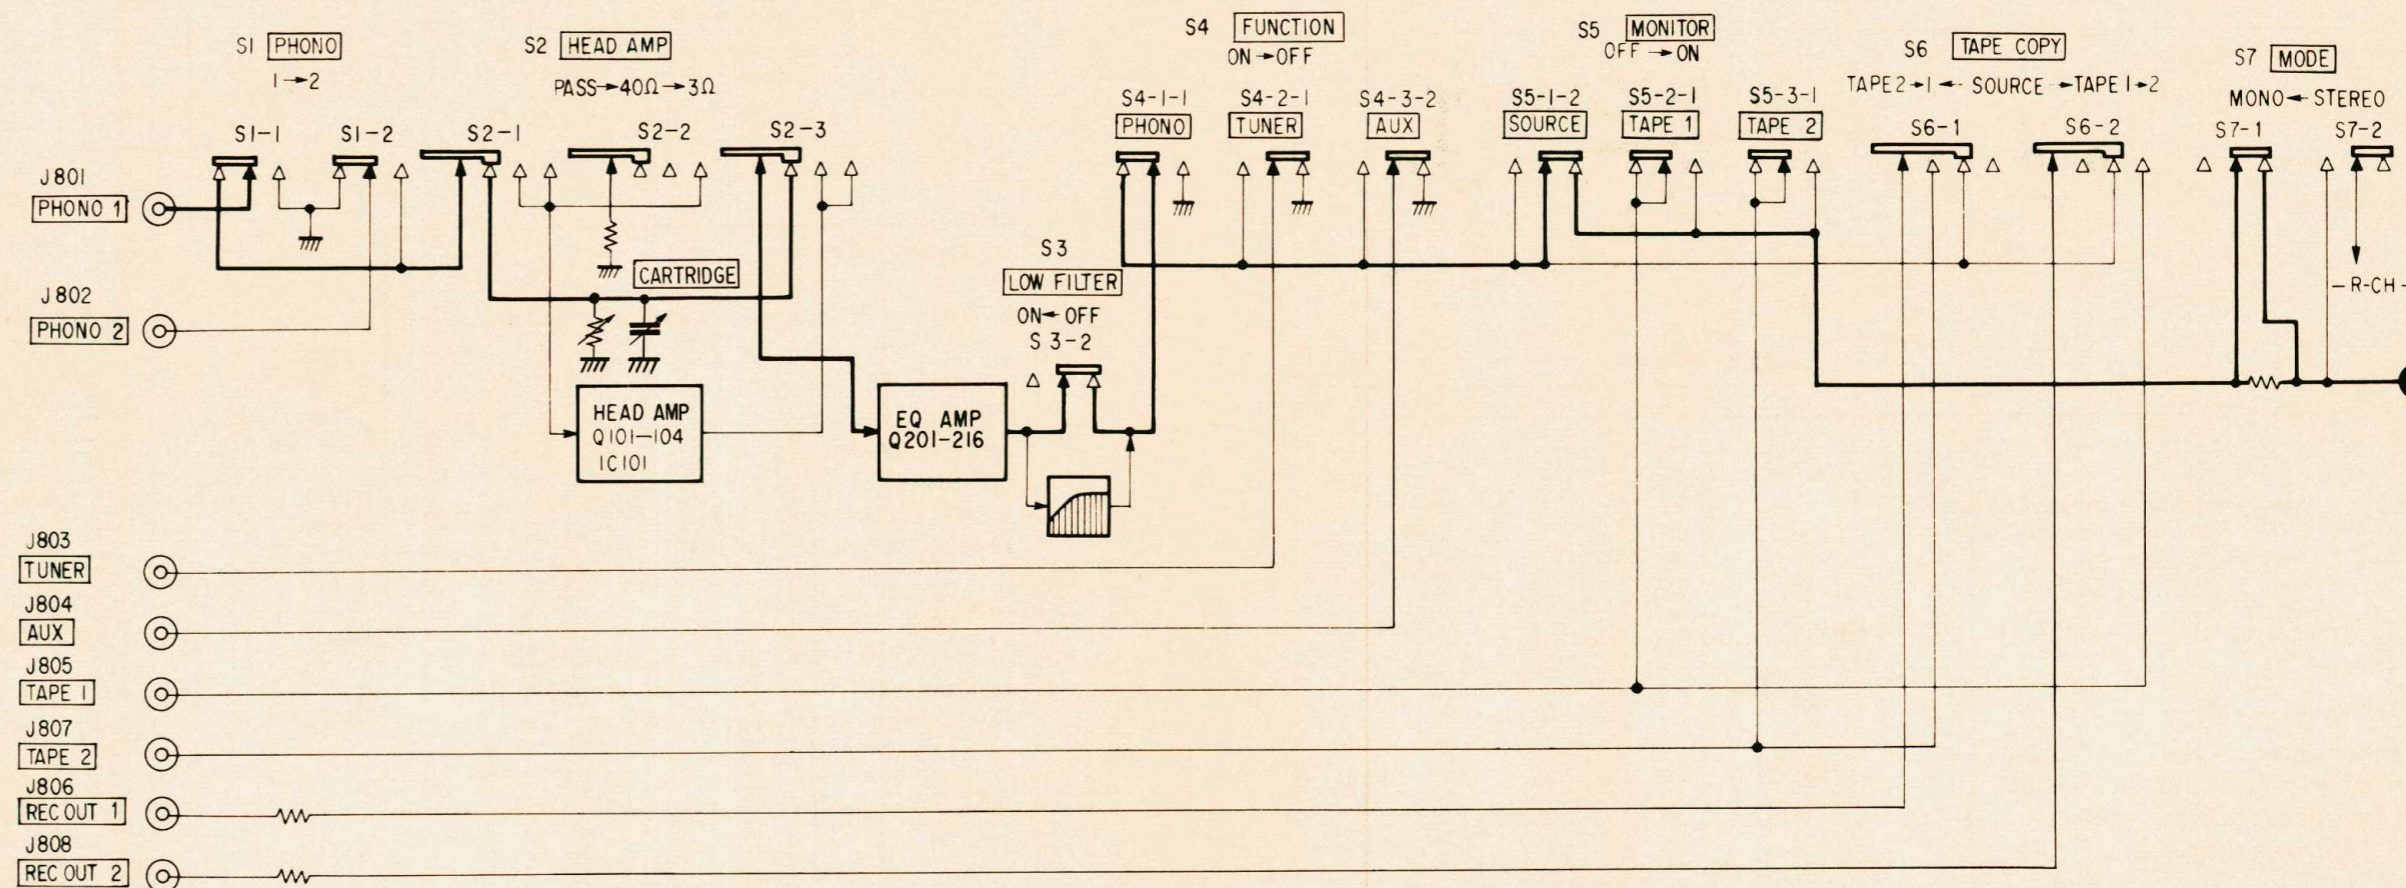 S1 PHONO
1→2
S1-1
S1-2
J801
PHONO 1
J802
PHONO 2
S2 HEAD AMP
PASS→40Ω→3Ω
S2-1
S2-2
S2-3
CARTRIDGE
HEAD AMP
Q101-104
IC101
EQ AMP
Q201-216
S3
LOW FILTER
ON←OFF
S3-2
S4 FUNCTION
ON→OFF
S4-1-1
PHONO
S4-2-1
TUNER
S4-3-2
AUX
S5 MONITOR
OFF→ON
S5-1-2
SOURCE
S5-2-1
TAPE 1
S5-3-1
TAPE 2
S6 TAPE COPY
TAPE2→1← SOURCE →TAPE1→2
S6-1
S6-2
S7 MODE
MONO←STEREO
S7-1
S7-2
-R-CH-
J803
TUNER
J804
AUX
J805
TAPE 1
J807
TAPE 2
J806
REC OUT 1
J808
REC OUT 2